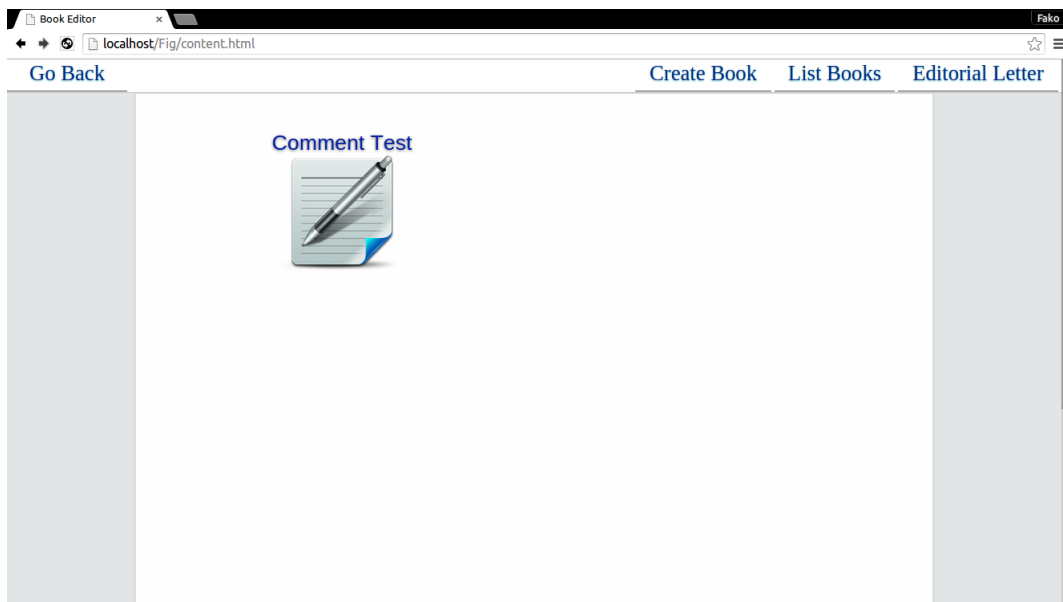 Book Editor ×
Fako
localhost/Fig/content.html
Go Back Create Book List Books Editorial Letter
Comment Test